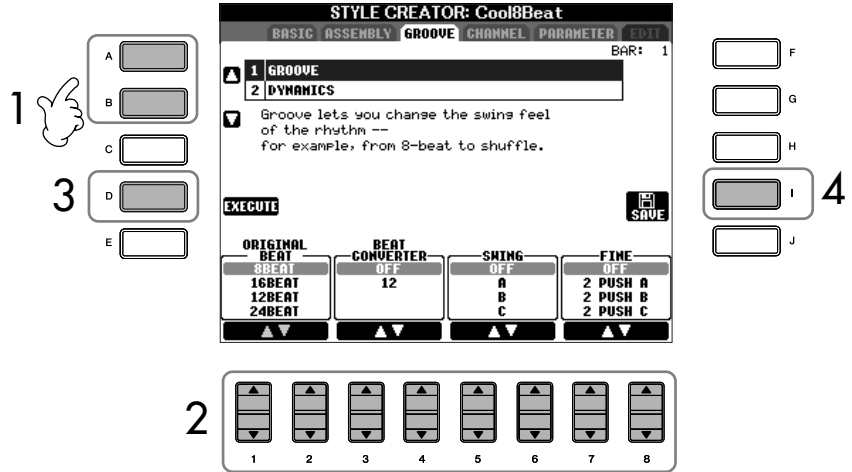 STYLE CREATOR: Cool8Beat
BASIC ASSEMBLY GROOVE CHANNEL PARAMETER EDIT
BAR: 1
1 GROOVE
2 DYNAMICS
Groove lets you change the swing feel
of the rhythm --
for example, from 8-beat to shuffle.
EXECUTE
SAVE
ORIGINAL BEAT
8BEAT
16BEAT
12BEAT
24BEAT
BEAT CONVERTER
OFF
12
SWING
OFF
A
B
C
FINE
OFF
2 PUSH A
2 PUSH B
2 PUSH C
A
B
C
D
E
F
G
H
I
J
1
3
4
2
1 2 3 4 5 6 7 8